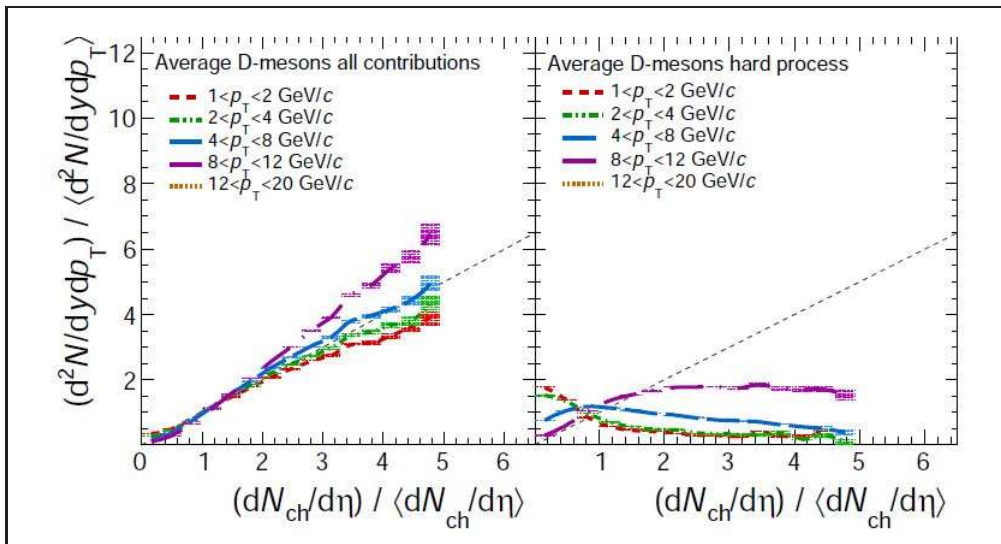 (d²N/dydp_T) / ⟨d²N/dydp_T⟩
12
10
8
6
4
2
Average D-mesons all contributions
1<p_T<2 GeV/c
2<p_T<4 GeV/c
4<p_T<8 GeV/c
8<p_T<12 GeV/c
12<p_T<20 GeV/c
0 1 2 3 4 5 6
(dN_ch/dη) / ⟨dN_ch/dη⟩
Average D-mesons hard process
1<p_T<2 GeV/c
2<p_T<4 GeV/c
4<p_T<8 GeV/c
8<p_T<12 GeV/c
12<p_T<20 GeV/c
1 2 3 4 5 6
(dN_ch/dη) / ⟨dN_ch/dη⟩